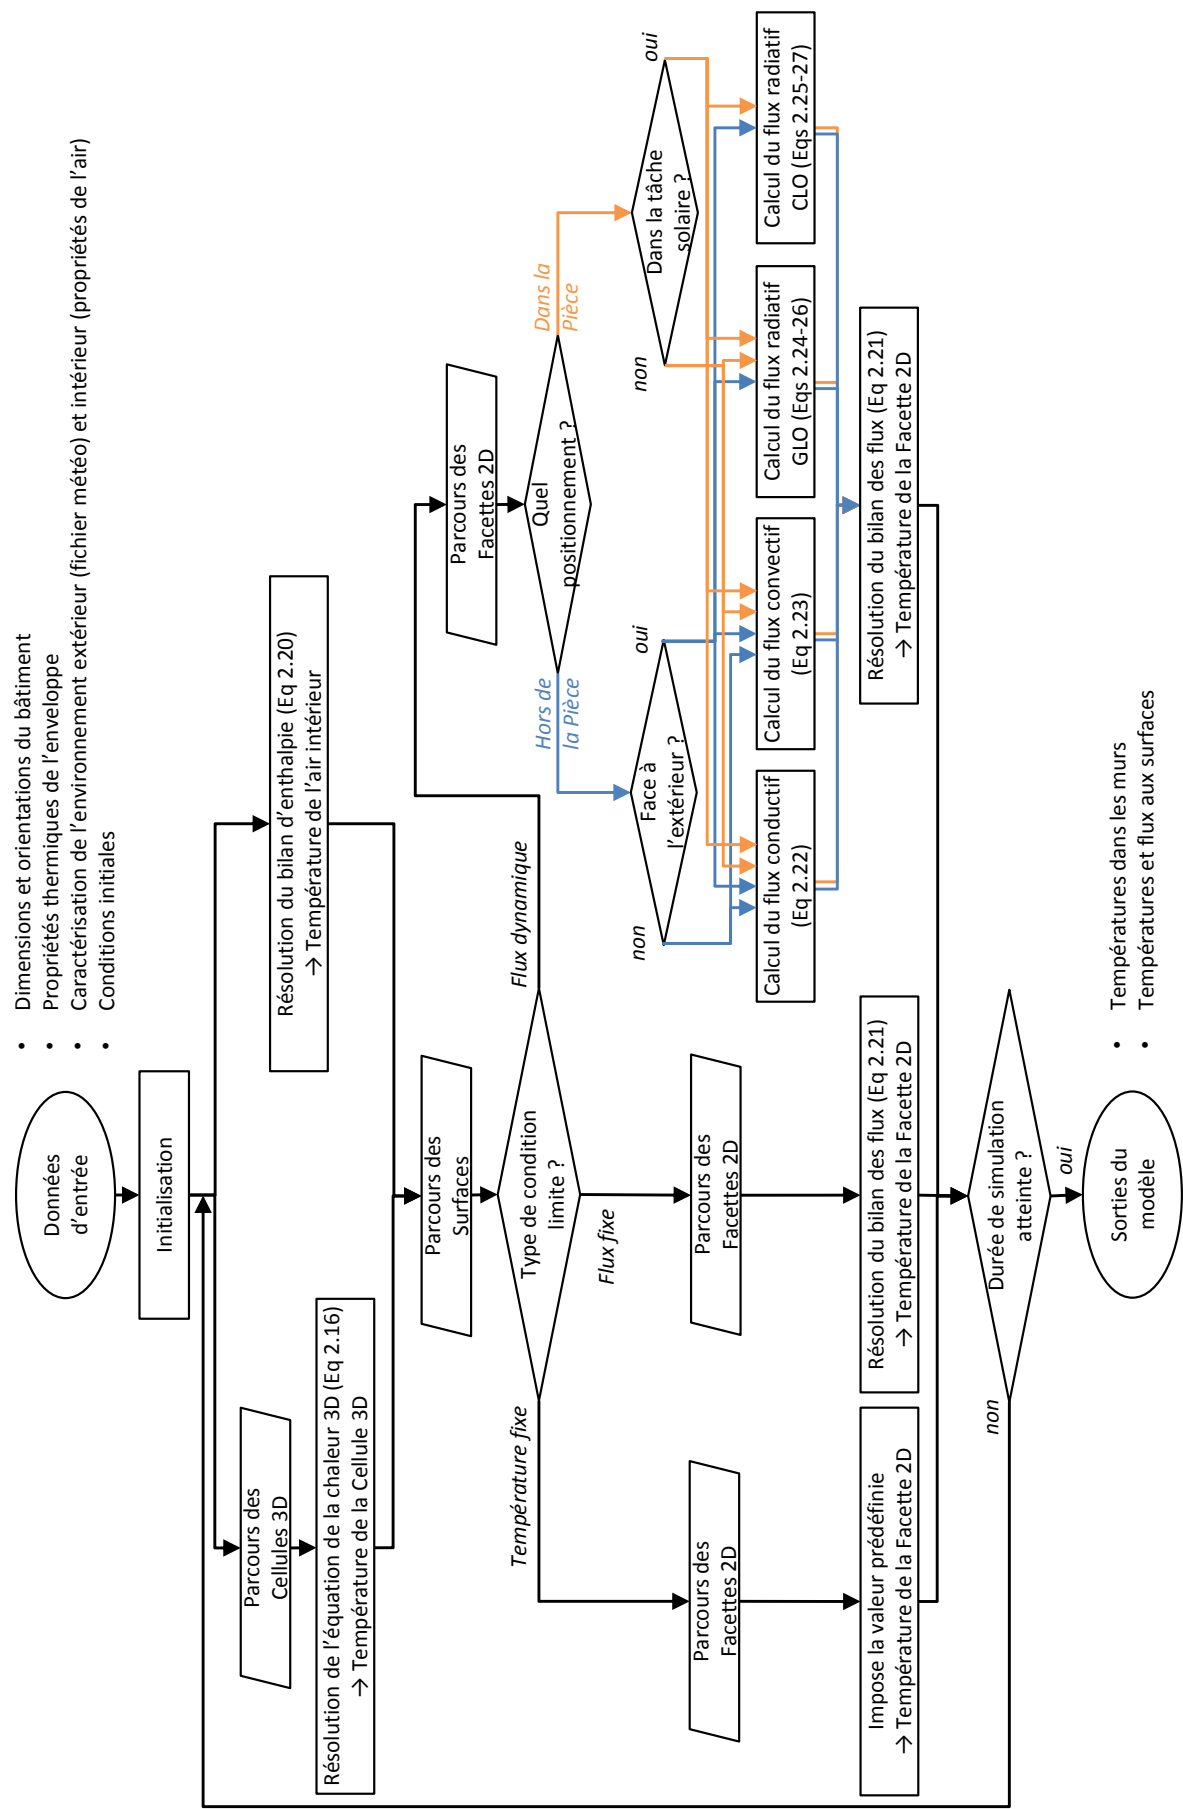 • Dimensions et orientations du bâtiment
• Propriétés thermiques de l'enveloppe
• Caractérisation de l'environnement extérieur (fichier météo) et intérieur (propriétés de l'air)
• Conditions initiales
Données
d'entrée
Initialisation
Parcours des
Cellules 3D
Résolution de l'équation de la chaleur 3D (Eq 2.16)
→ Température de la Cellule 3D
Résolution du bilan d'enthalpie (Eq 2.20)
→ Température de l'air intérieur
Parcours des
Surfaces
Type de condition
limite ?
Température fixe
Flux fixe
Flux dynamique
Parcours des
Facettes 2D
Quel
positionnement ?
Hors de
la Pièce
Dans la
Pièce
Face à
l'extérieur ?
non
oui
Dans la tâche
solaire ?
non
oui
Parcours des
Facettes 2D
Parcours des
Facettes 2D
Calcul du flux conductif
(Eq 2.22)
Calcul du flux convectif
(Eq 2.23)
Calcul du flux radiatif
GLO (Eqs 2.24-26)
Calcul du flux radiatif
CLO (Eqs 2.25-27)
Impose la valeur prédéfinie
→ Température de la Facette 2D
Résolution du bilan des flux (Eq 2.21)
→ Température de la Facette 2D
Résolution du bilan des flux (Eq 2.21)
→ Température de la Facette 2D
Durée de simulation
atteinte ?
non
oui
Sorties du
modèle
• Températures dans les murs
• Températures et flux aux surfaces